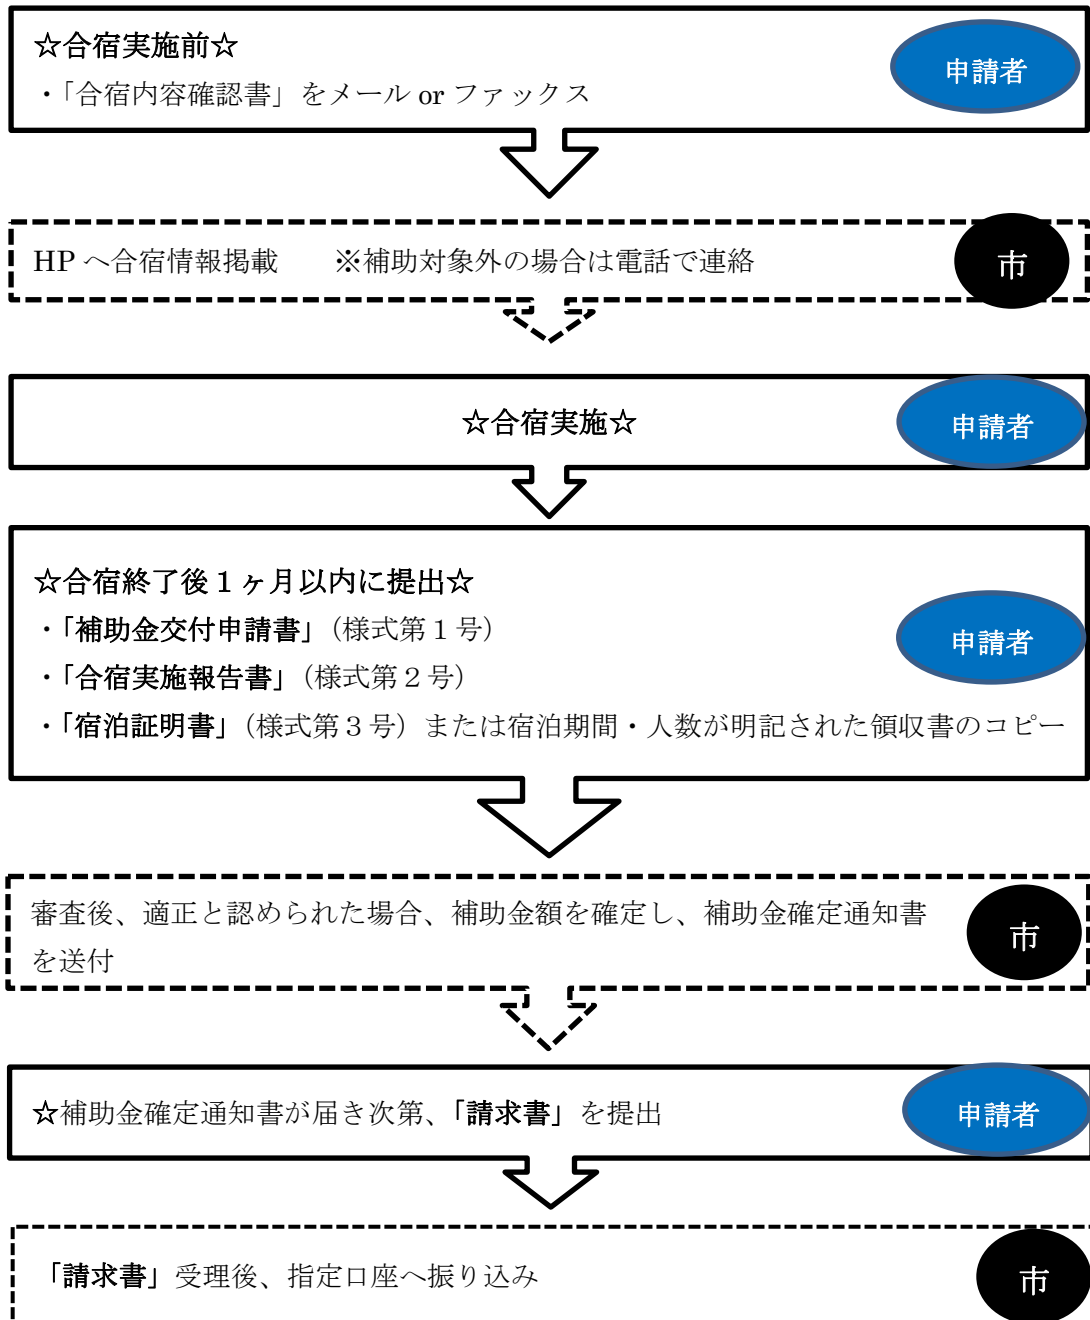 ☆合宿実施前☆
申請者
・「合宿内容確認書」をメール or ファックス
HP へ合宿情報掲載　　※補助対象外の場合は電話で連絡
市
☆合宿実施☆
申請者
☆合宿終了後１ヶ月以内に提出☆
・「補助金交付申請書」（様式第１号）
申請者
・「合宿実施報告書」（様式第２号）
・「宿泊証明書」（様式第３号）または宿泊期間・人数が明記された領収書のコピー
審査後、適正と認められた場合、補助金額を確定し、補助金確定通知書
を送付
市
☆補助金確定通知書が届き次第、「請求書」を提出
申請者
「請求書」受理後、指定口座へ振り込み
市